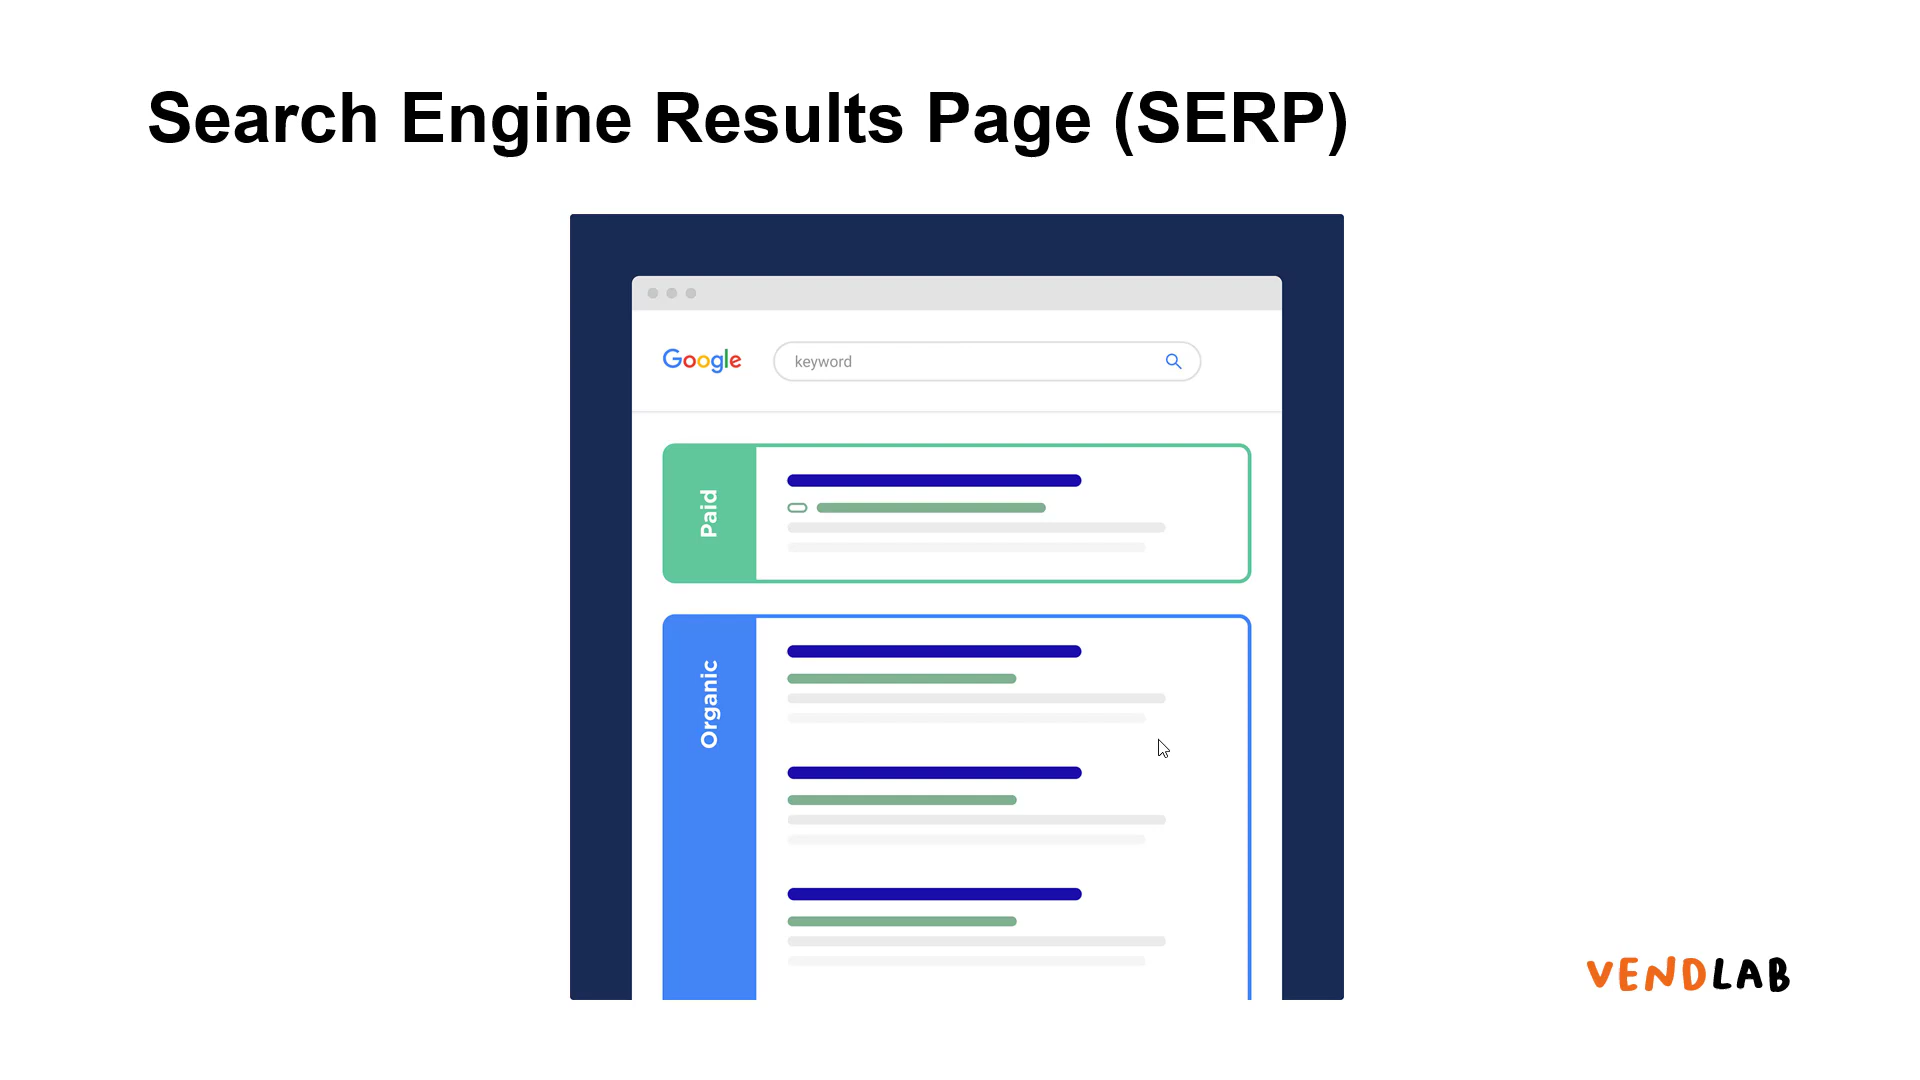 Search Engine Results Page (SERP)
Google
keyword
Paid
Organic
VENDLAB